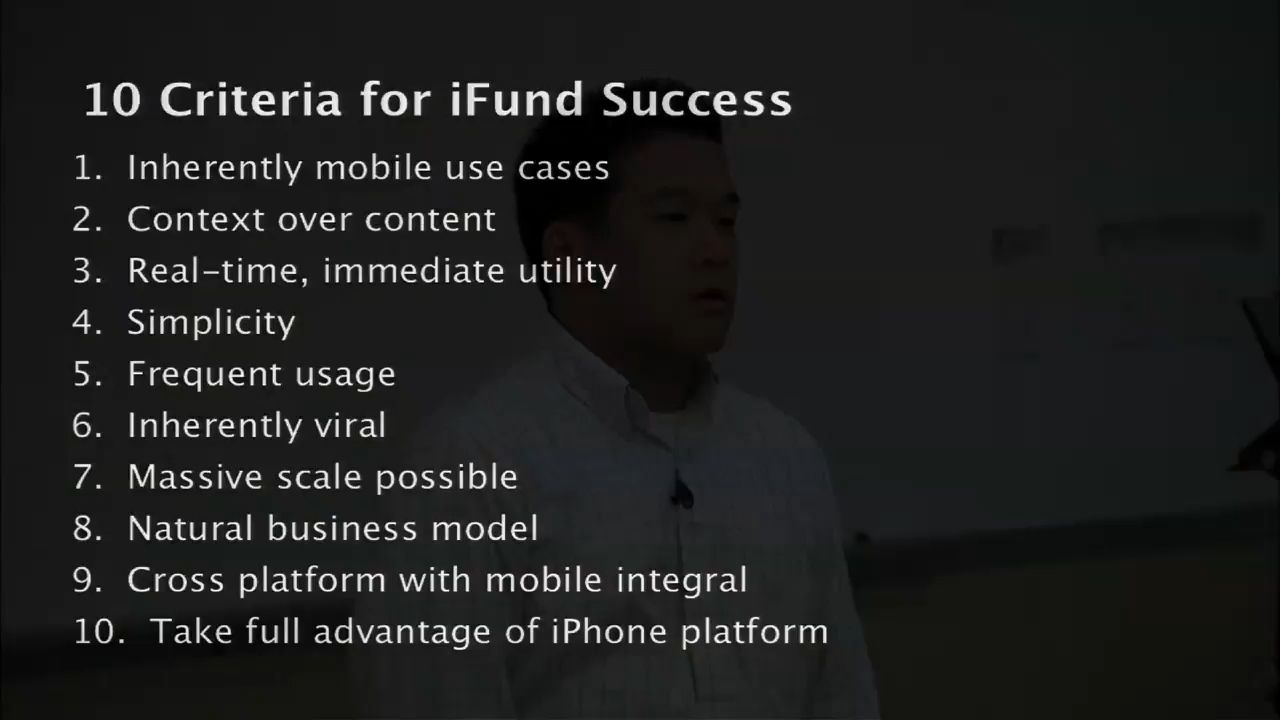 10 Criteria for iFund Success
1. Inherently mobile use cases
2. Context over content
3. Real-time, immediate utility
4. Simplicity
5. Frequent usage
6. Inherently viral
7. Massive scale possible
8. Natural business model
9. Cross platform with mobile integral
10. Take full advantage of iPhone platform